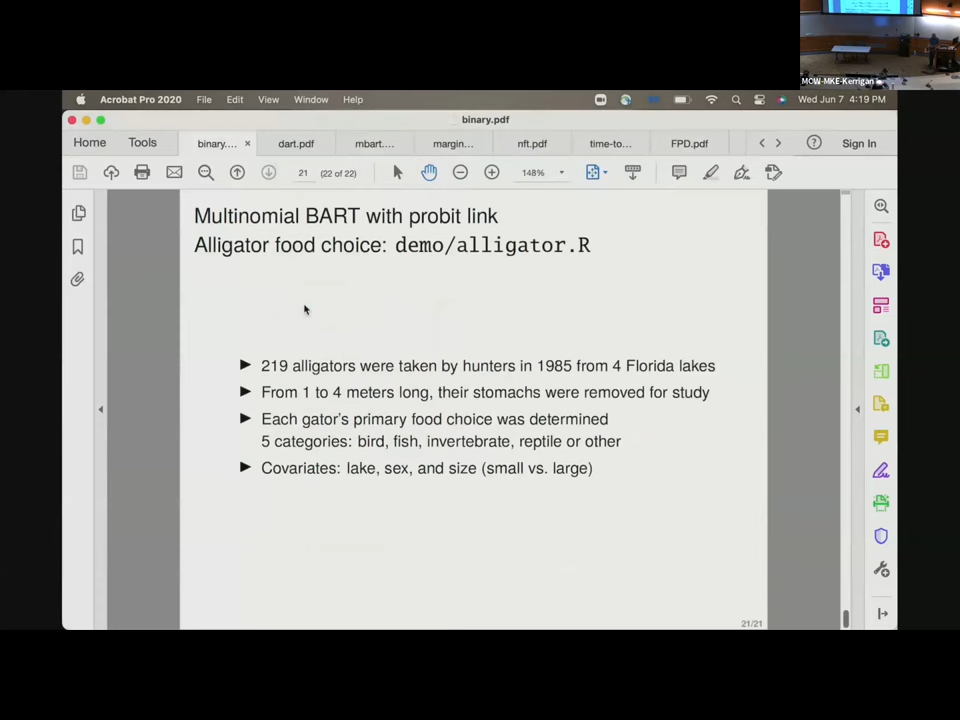 MCW-MKE-Kerrigan
Acrobat Pro 2020 File Edit View Window Help
Wed Jun 7 4:19 PM
binary.pdf
Home Tools binary.... × dart.pdf mbart.... margin... nft.pdf time-to... FPD.pdf Sign In
21 (22 of 22) 148%
Multinomial BART with probit link
Alligator food choice: demo/alligator.R
219 alligators were taken by hunters in 1985 from 4 Florida lakes
From 1 to 4 meters long, their stomachs were removed for study
Each gator's primary food choice was determined
5 categories: bird, fish, invertebrate, reptile or other
Covariates: lake, sex, and size (small vs. large)
21/21